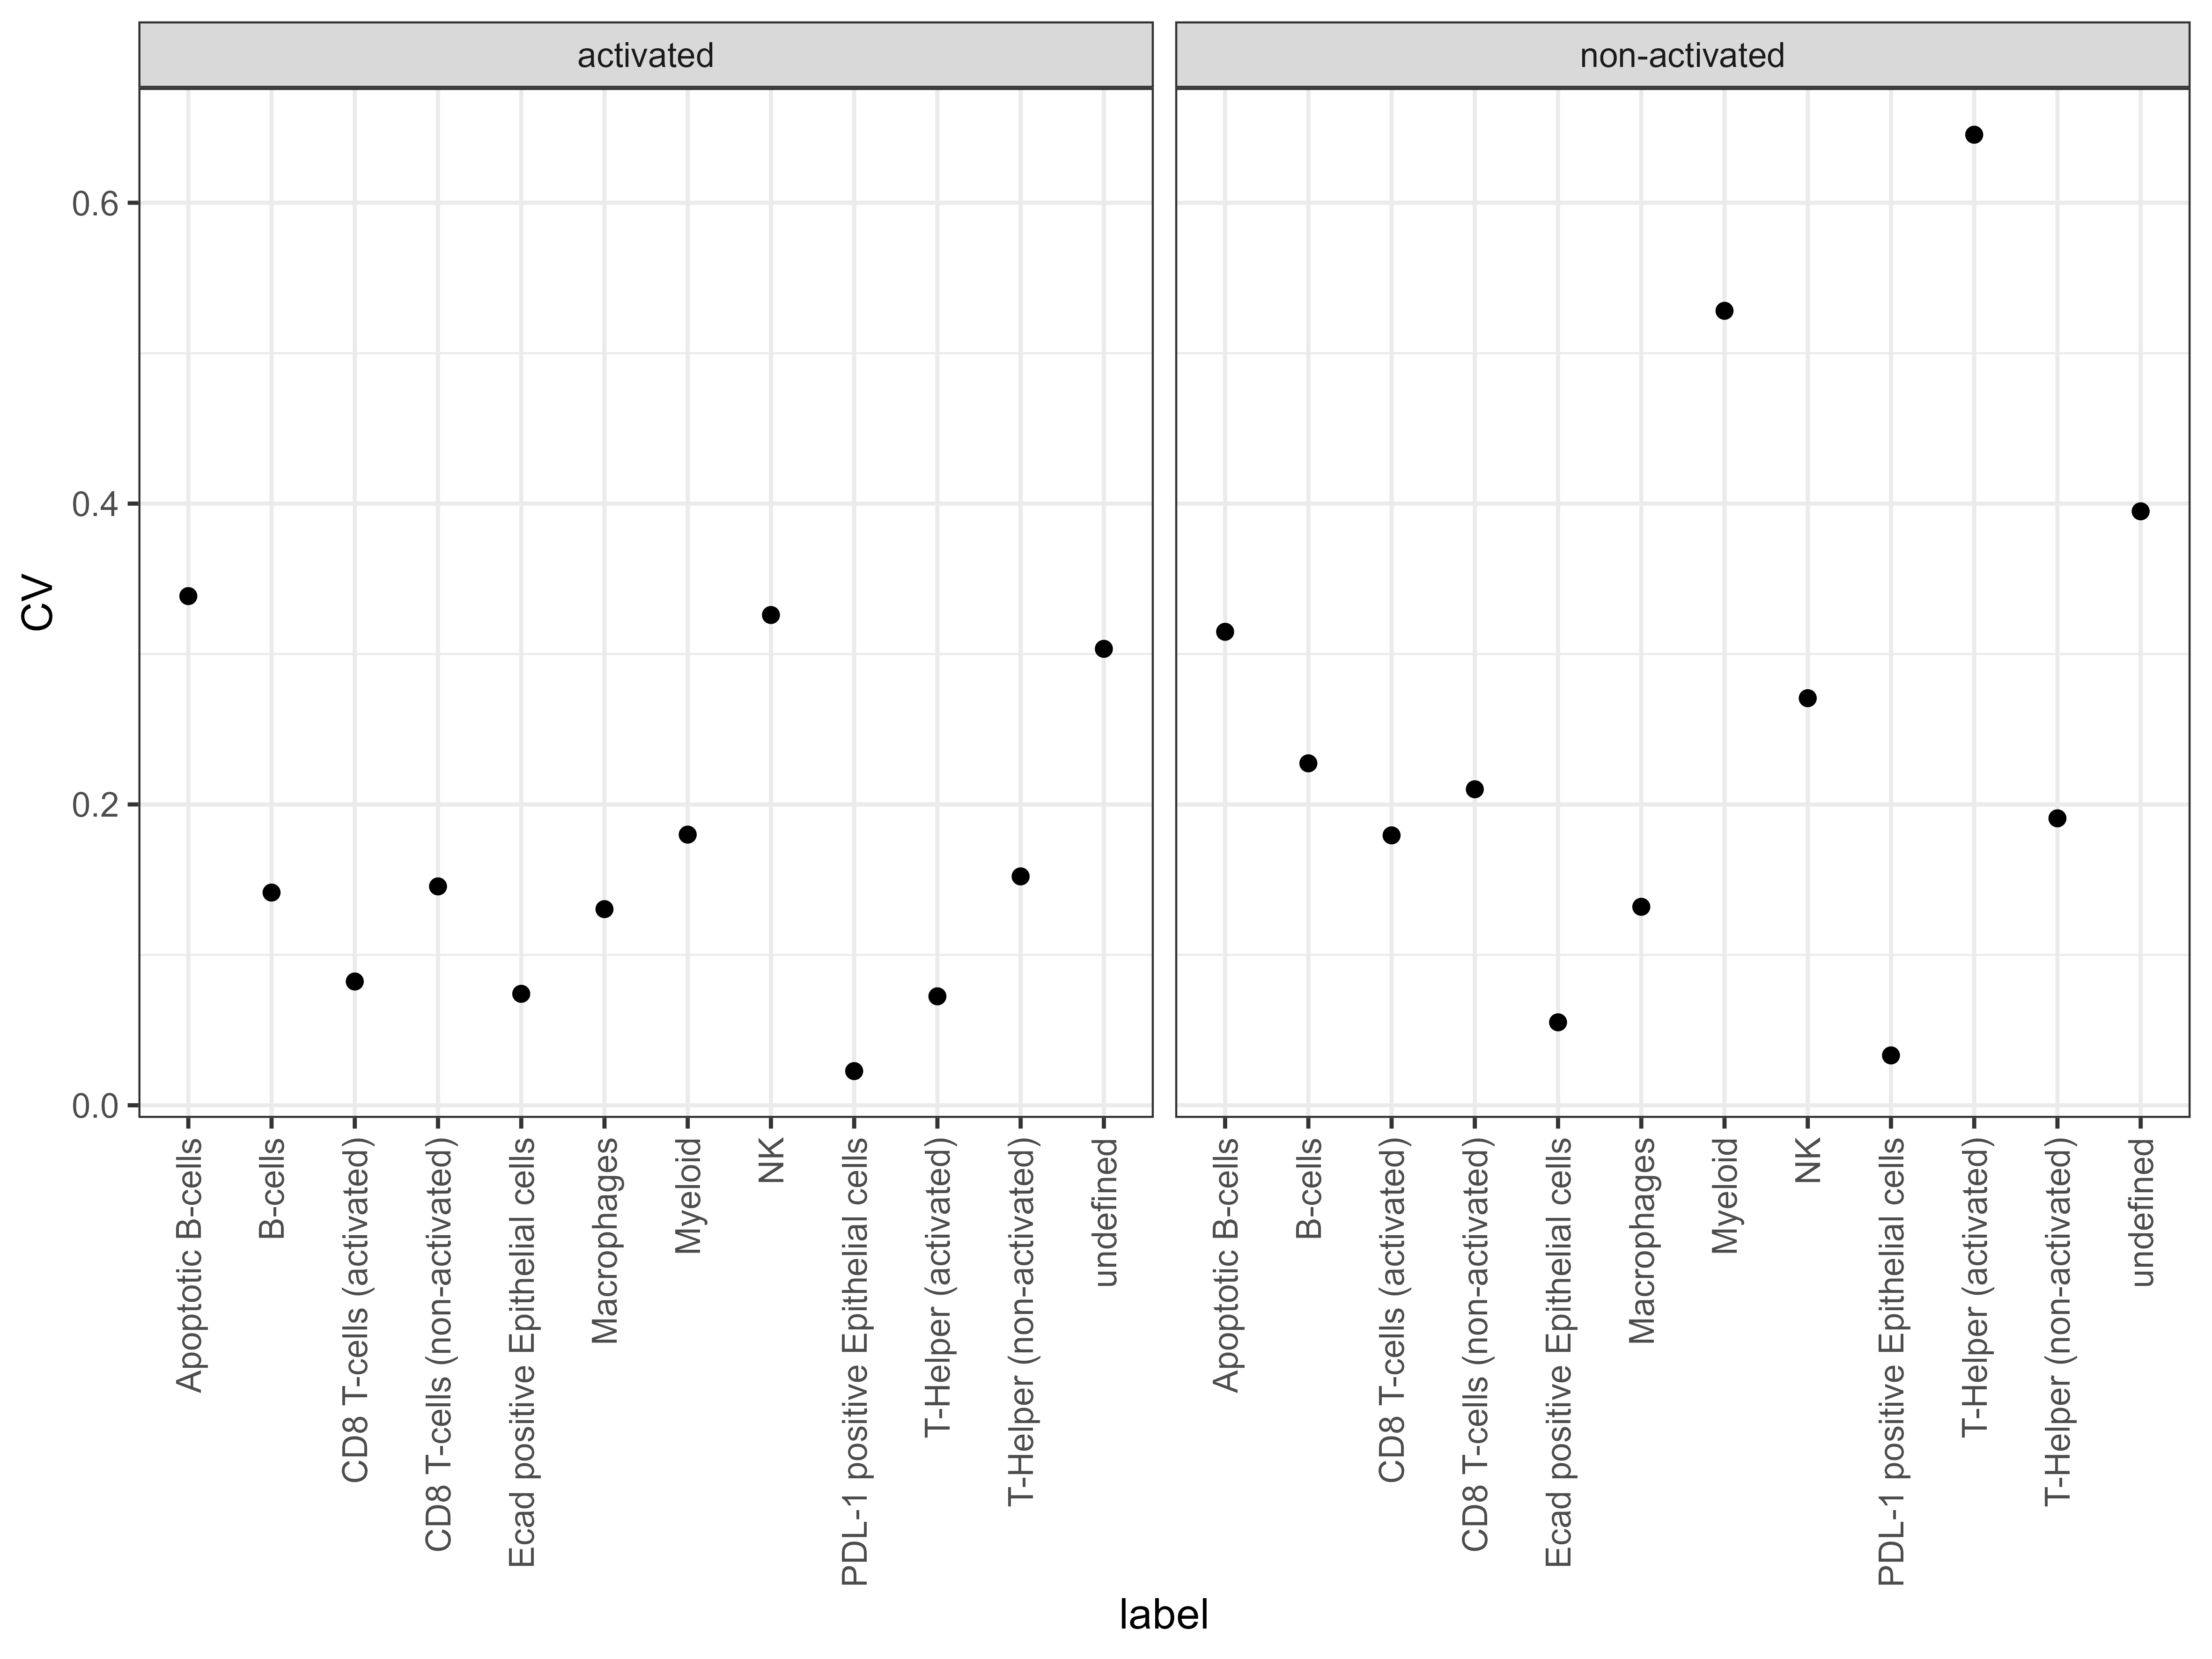 activated
non-activated
CV
0.6
0.4
0.2
0.0
Apoptotic B-cells
B-cells
CD8 T-cells (activated)
CD8 T-cells (non-activated)
Ecad positive Epithelial cells
Macrophages
Myeloid
NK
PDL-1 positive Epithelial cells
T-Helper (activated)
T-Helper (non-activated)
undefined
Apoptotic B-cells
B-cells
CD8 T-cells (activated)
CD8 T-cells (non-activated)
Ecad positive Epithelial cells
Macrophages
Myeloid
NK
PDL-1 positive Epithelial cells
T-Helper (activated)
T-Helper (non-activated)
undefined
label